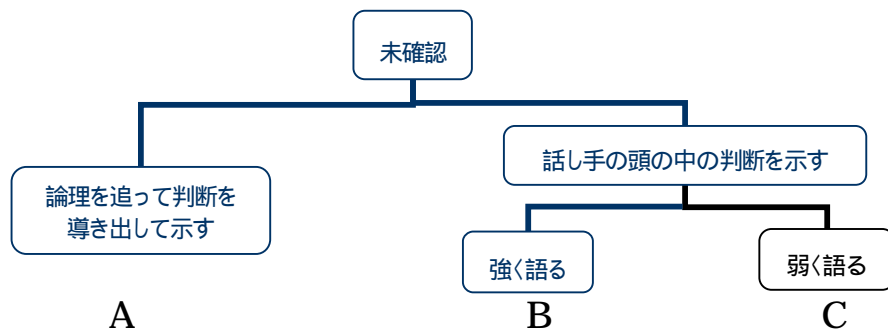 未確認
話し手の頭の中の判断を示す
論理を追って判断を
導き出して示す
強く語る
弱く語る
A
B
C